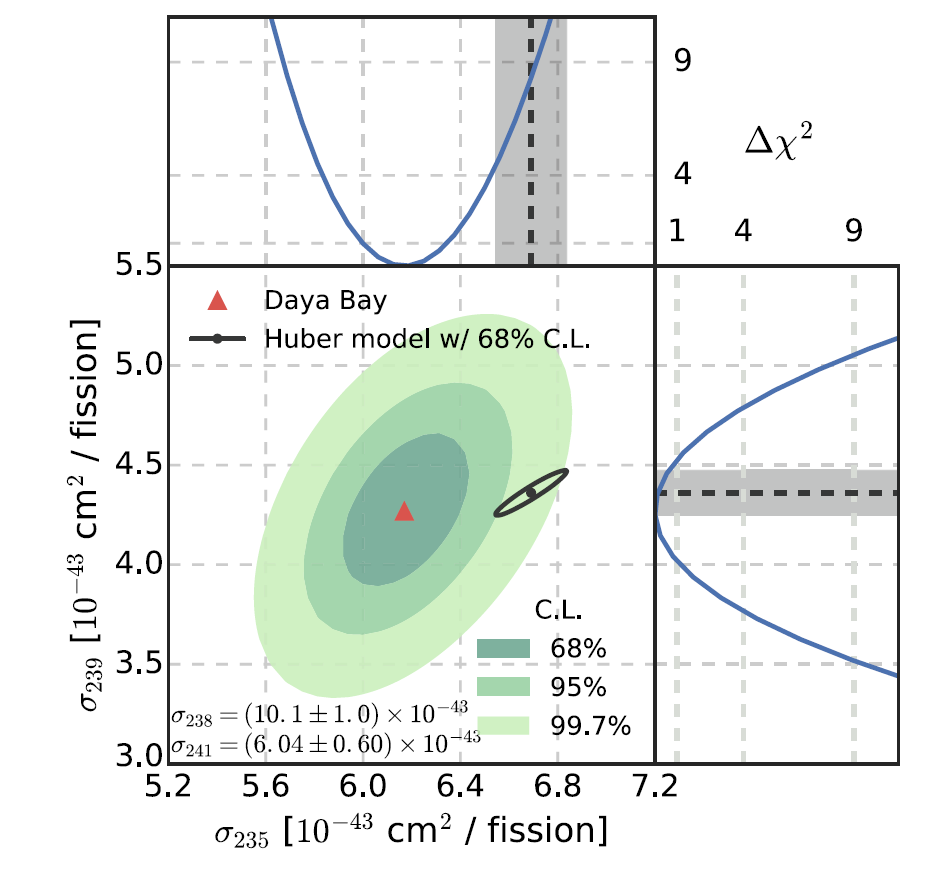 9
Δχ²
4
1 4 9
5.5
Daya Bay
Huber model w/ 68% C.L.
5.0
4.5
4.0
3.5
3.0
σ₂₃₉ [10⁻⁴³ cm² / fission]
C.L.
68%
95%
99.7%
σ₂₃₈ = (10.1 ± 1.0) × 10⁻⁴³
σ₂₄₁ = (6.04 ± 0.60) × 10⁻⁴³
5.2 5.6 6.0 6.4 6.8 7.2
σ₂₃₅ [10⁻⁴³ cm² / fission]